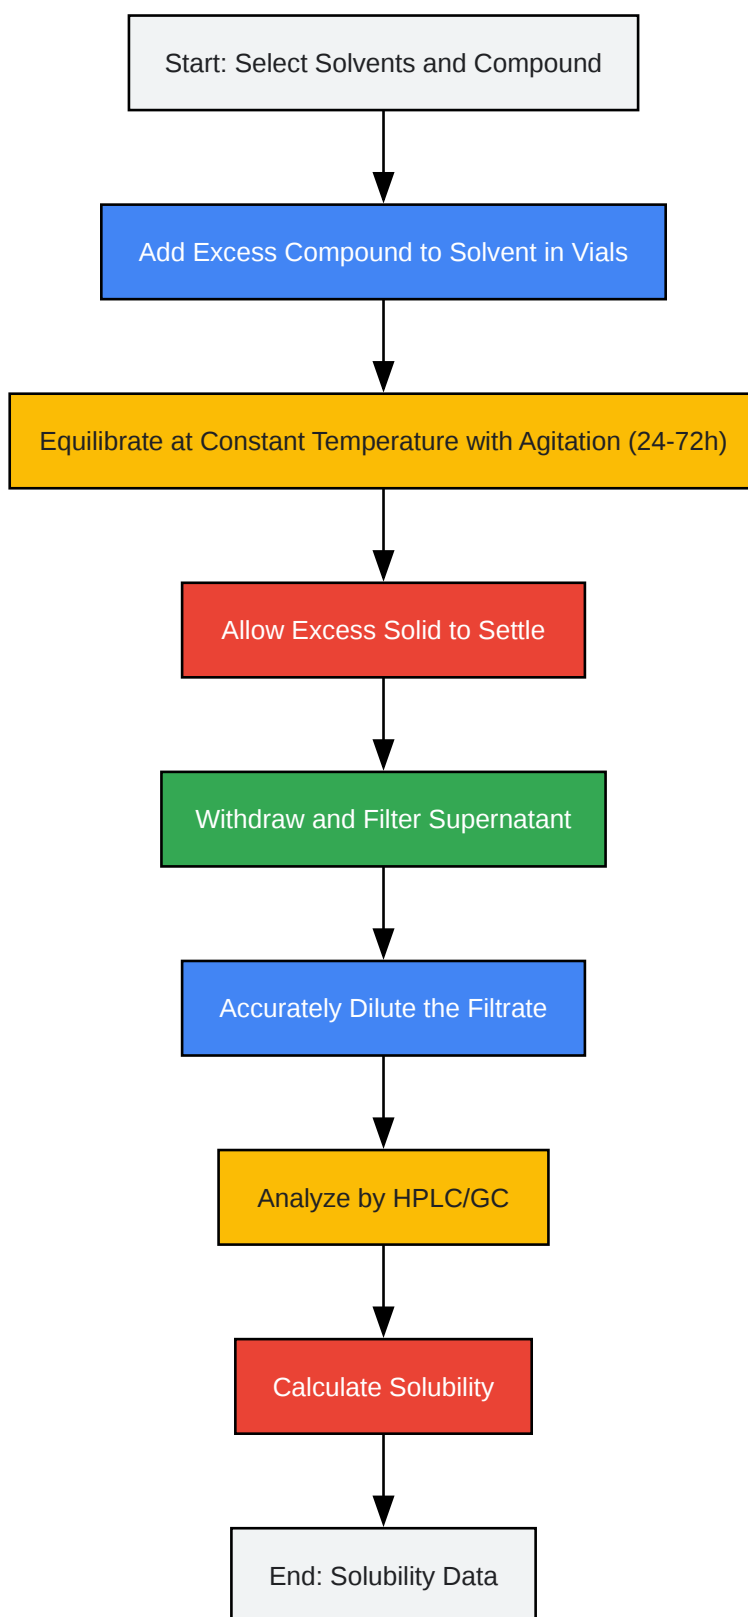 Start: Select Solvents and Compound
Add Excess Compound to Solvent in Vials
Equilibrate at Constant Temperature with Agitation (24-72h)
Allow Excess Solid to Settle
Withdraw and Filter Supernatant
Accurately Dilute the Filtrate
Analyze by HPLC/GC
Calculate Solubility
End: Solubility Data